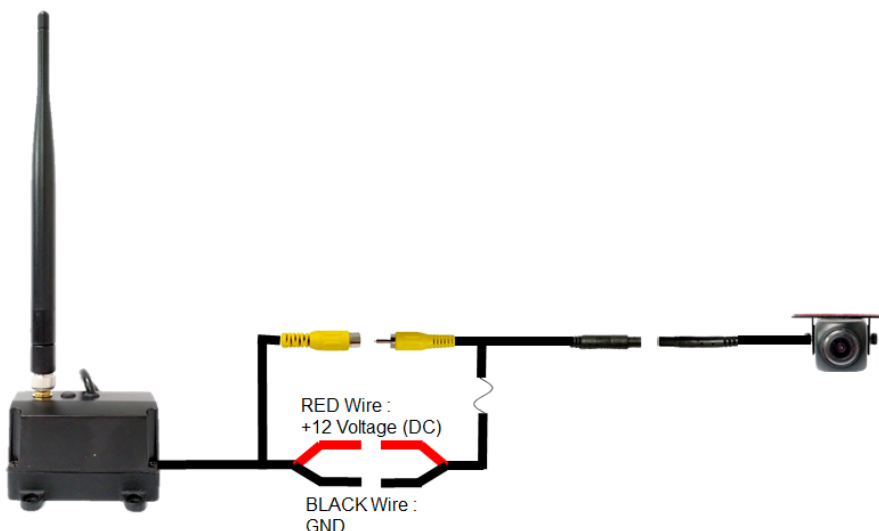 RED Wire :
+12 Voltage (DC)
BLACK Wire :
GND